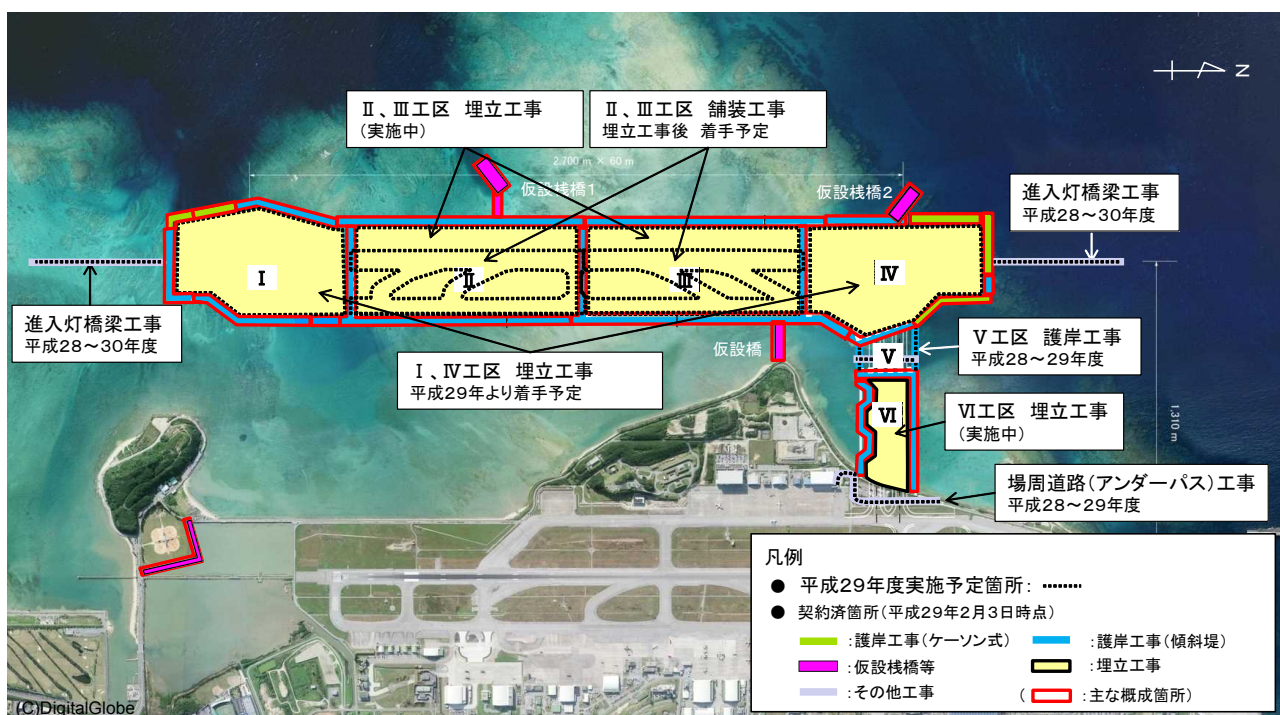 N
Ⅱ、Ⅲ工区 埋立工事
(実施中)
Ⅱ、Ⅲ工区 舗装工事
埋立工事後 着手予定
2,700 m × 60 m
仮設桟橋1
仮設桟橋2
進入灯橋梁工事
平成28～30年度
Ⅰ
Ⅱ
Ⅲ
Ⅳ
進入灯橋梁工事
平成28～30年度
Ⅰ、Ⅳ工区 埋立工事
平成29年より着手予定
仮設橋
Ⅴ
Ⅴ工区 護岸工事
平成28～29年度
Ⅵ
Ⅵ工区 埋立工事
(実施中)
1,310 m
場周道路(アンダーパス)工事
平成28～29年度
凡例
● 平成29年度実施予定箇所:
● 契約済箇所(平成29年2月3日時点)
:護岸工事(ケーソン式)
:護岸工事(傾斜堤)
:仮設桟橋等
:埋立工事
:その他工事
( :主な概成箇所)
(C)DigitalGlobe